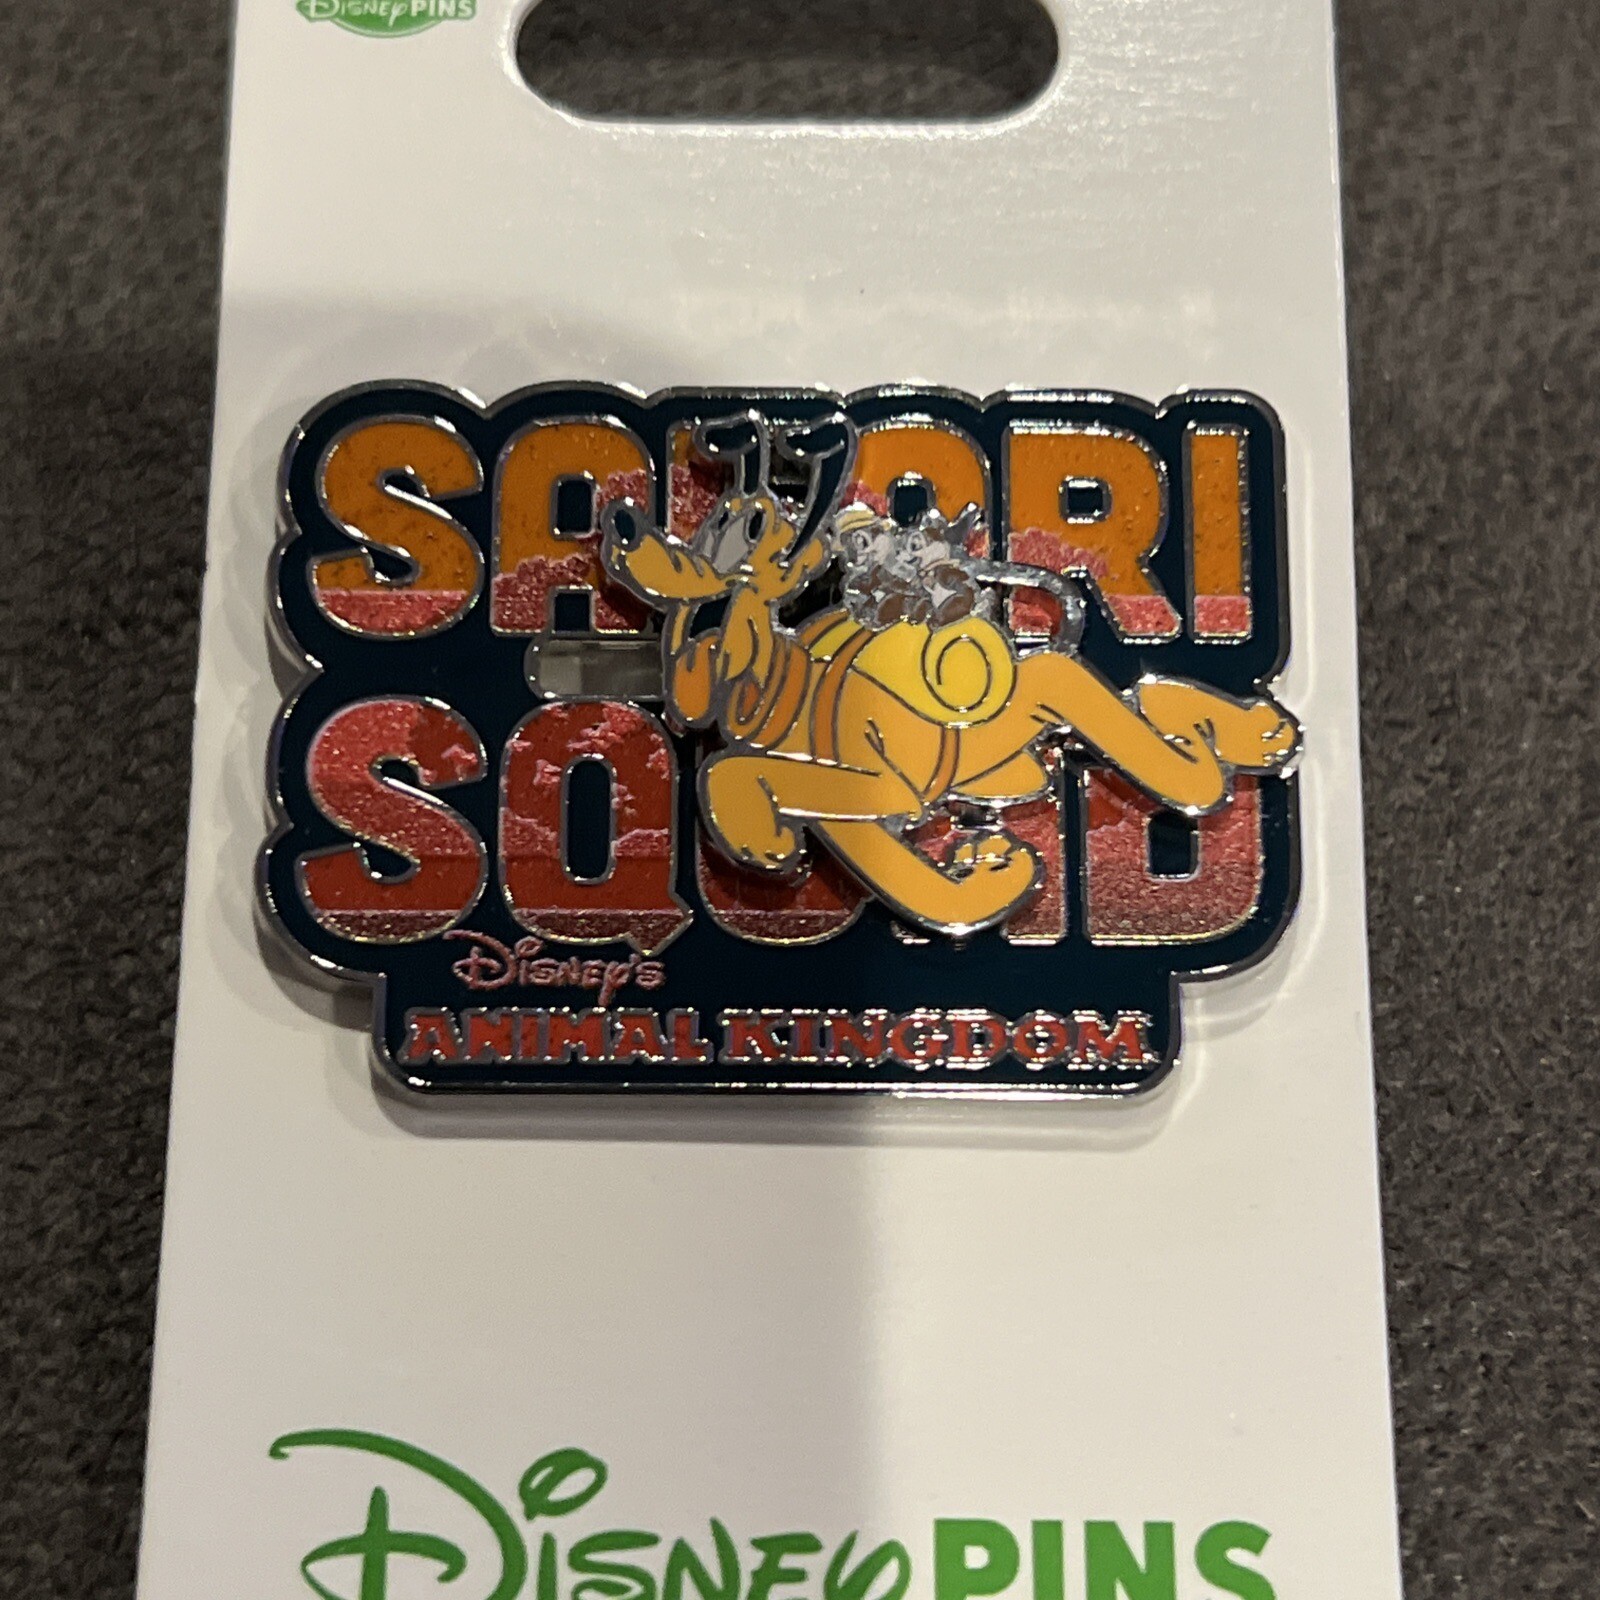 Disney PINS
SAFARI
SQUAD
Disney's
ANIMAL KINGDOM
Disney PINS